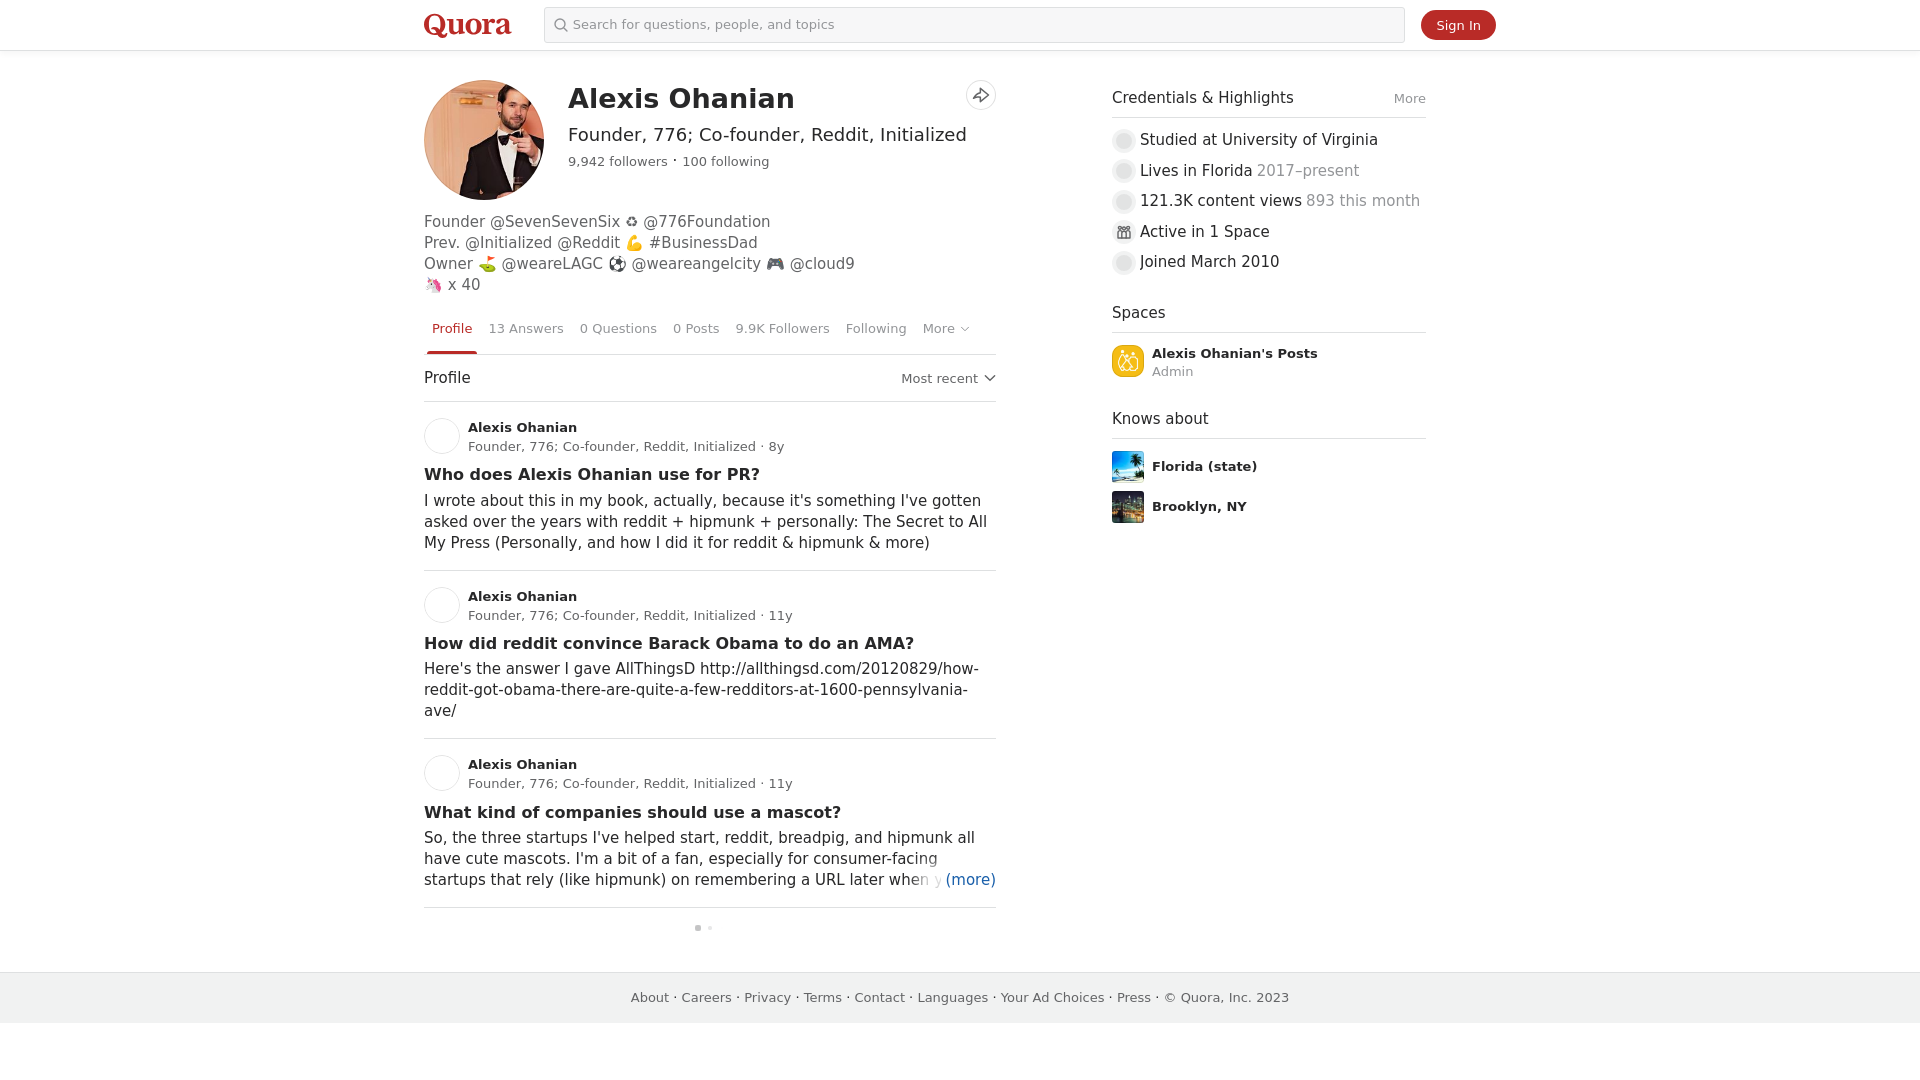 Quora
Search for questions, people, and topics
Sign In
Alexis Ohanian
Founder, 776; Co-founder, Reddit, Initialized
9,942 followers · 100 following
Founder @SevenSevenSix ♻ @776Foundation
Prev. @Initialized @Reddit 💪 #BusinessDad
Owner ⛳ @weareLAGC ⚽ @weareangelcity 🎮 @cloud9
🦄 x 40
Profile
13 Answers
0 Questions
0 Posts
9.9K Followers
Following
More
Profile
Most recent
Alexis Ohanian
Founder, 776; Co-founder, Reddit, Initialized · 8y
Who does Alexis Ohanian use for PR?
I wrote about this in my book, actually, because it's something I've gotten
asked over the years with reddit + hipmunk + personally: The Secret to All
My Press (Personally, and how I did it for reddit & hipmunk & more)
Alexis Ohanian
Founder, 776; Co-founder, Reddit, Initialized · 11y
How did reddit convince Barack Obama to do an AMA?
Here's the answer I gave AllThingsD http://allthingsd.com/20120829/how-
reddit-got-obama-there-are-quite-a-few-redditors-at-1600-pennsylvania-
ave/
Alexis Ohanian
Founder, 776; Co-founder, Reddit, Initialized · 11y
What kind of companies should use a mascot?
So, the three startups I've helped start, reddit, breadpig, and hipmunk all
have cute mascots. I'm a bit of a fan, especially for consumer-facing
startups that rely (like hipmunk) on remembering a URL later when (more)
Credentials & Highlights
More
Studied at University of Virginia
Lives in Florida 2017–present
121.3K content views 893 this month
Active in 1 Space
Joined March 2010
Spaces
Alexis Ohanian's Posts
Admin
Knows about
Florida (state)
Brooklyn, NY
About · Careers · Privacy · Terms · Contact · Languages · Your Ad Choices · Press · © Quora, Inc. 2023